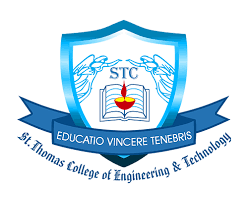 STC
EDUCATIO VINCERE TENEBRIS
St. Thomas College of Engineering & Technology